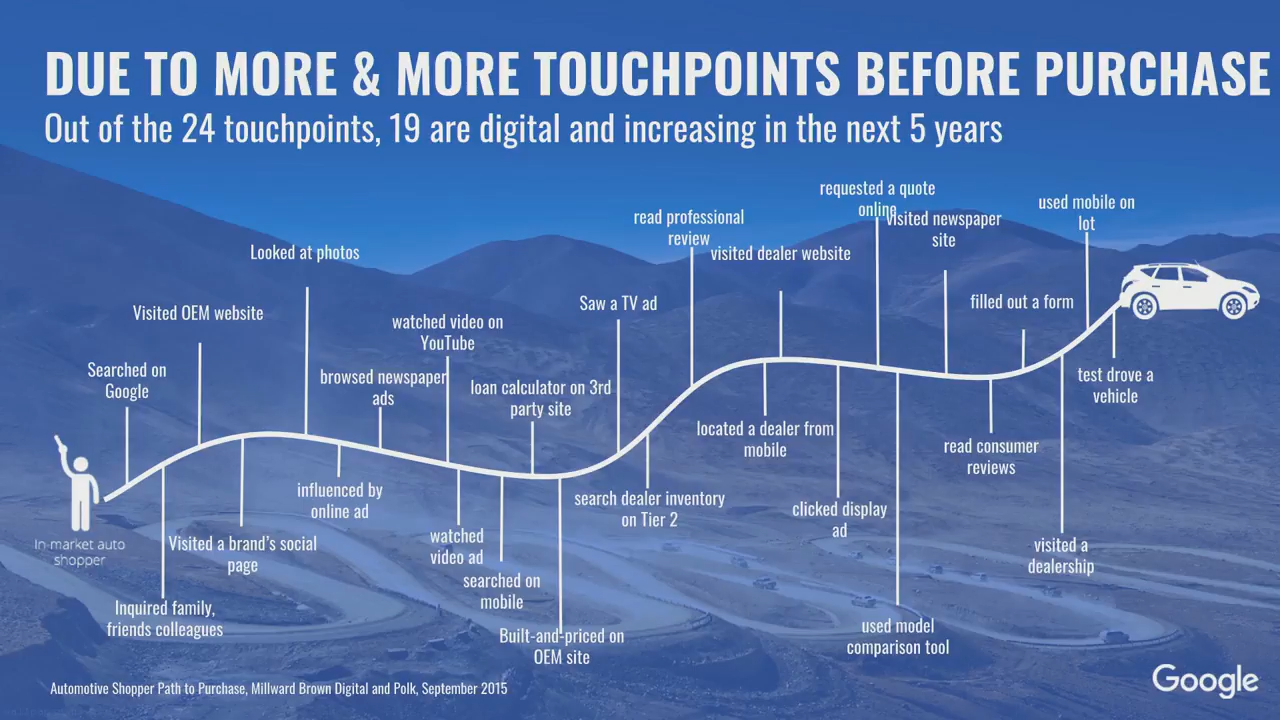 DUE TO MORE & MORE TOUCHPOINTS BEFORE PURCHASE
Out of the 24 touchpoints, 19 are digital and increasing in the next 5 years
Searched on
Google
Visited OEM website
Looked at photos
browsed newspaper
ads
watched video on
YouTube
loan calculator on 3rd
party site
Saw a TV ad
read professional
review
visited dealer website
requested a quote
online
visited newspaper
site
filled out a form
used mobile on
lot
In-market auto
shopper
Inquired family,
friends colleagues
Visited a brand's social
page
influenced by
online ad
watched
video ad
searched on
mobile
Built-and-priced on
OEM site
search dealer inventory
on Tier 2
located a dealer from
mobile
clicked display
ad
used model
comparison tool
read consumer
reviews
visited a
dealership
test drove a
vehicle
Automotive Shopper Path to Purchase, Millward Brown Digital and Polk, September 2015
Google